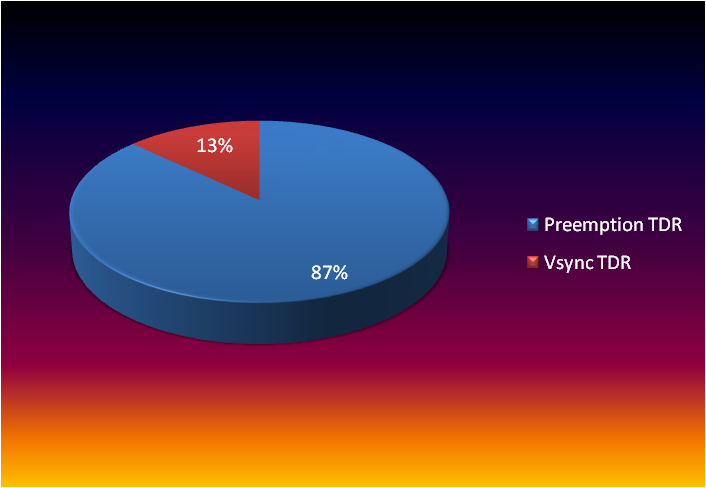 13%
87%
Preemption TDR
Vsync TDR